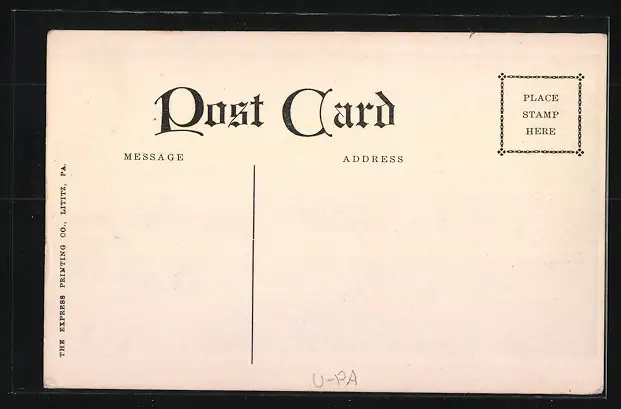 Post Card
PLACE
STAMP
HERE
MESSAGE
ADDRESS
THE EXPRESS PRINTING CO., LITITZ, PA.
U-PA